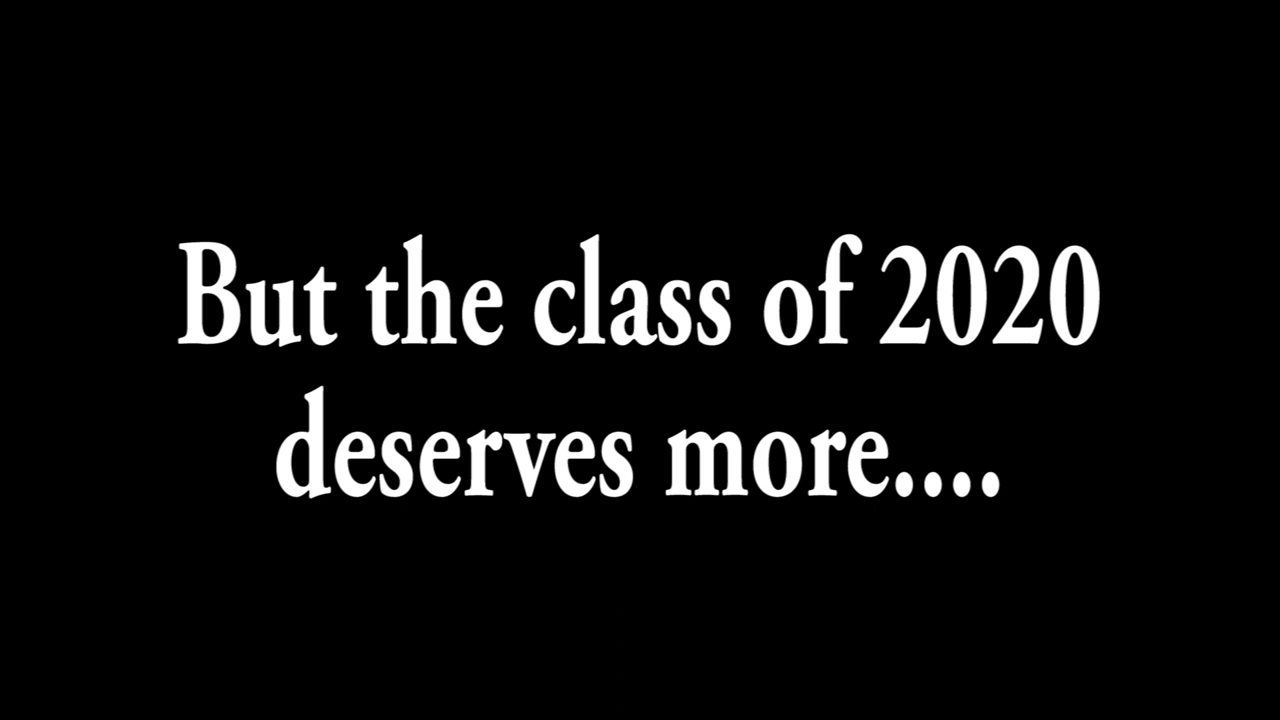 But the class of 2020
deserves more....